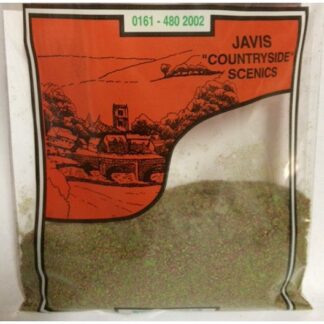 0161 - 480 2002
JAVIS
"COUNTRYSIDE"
SCENICS